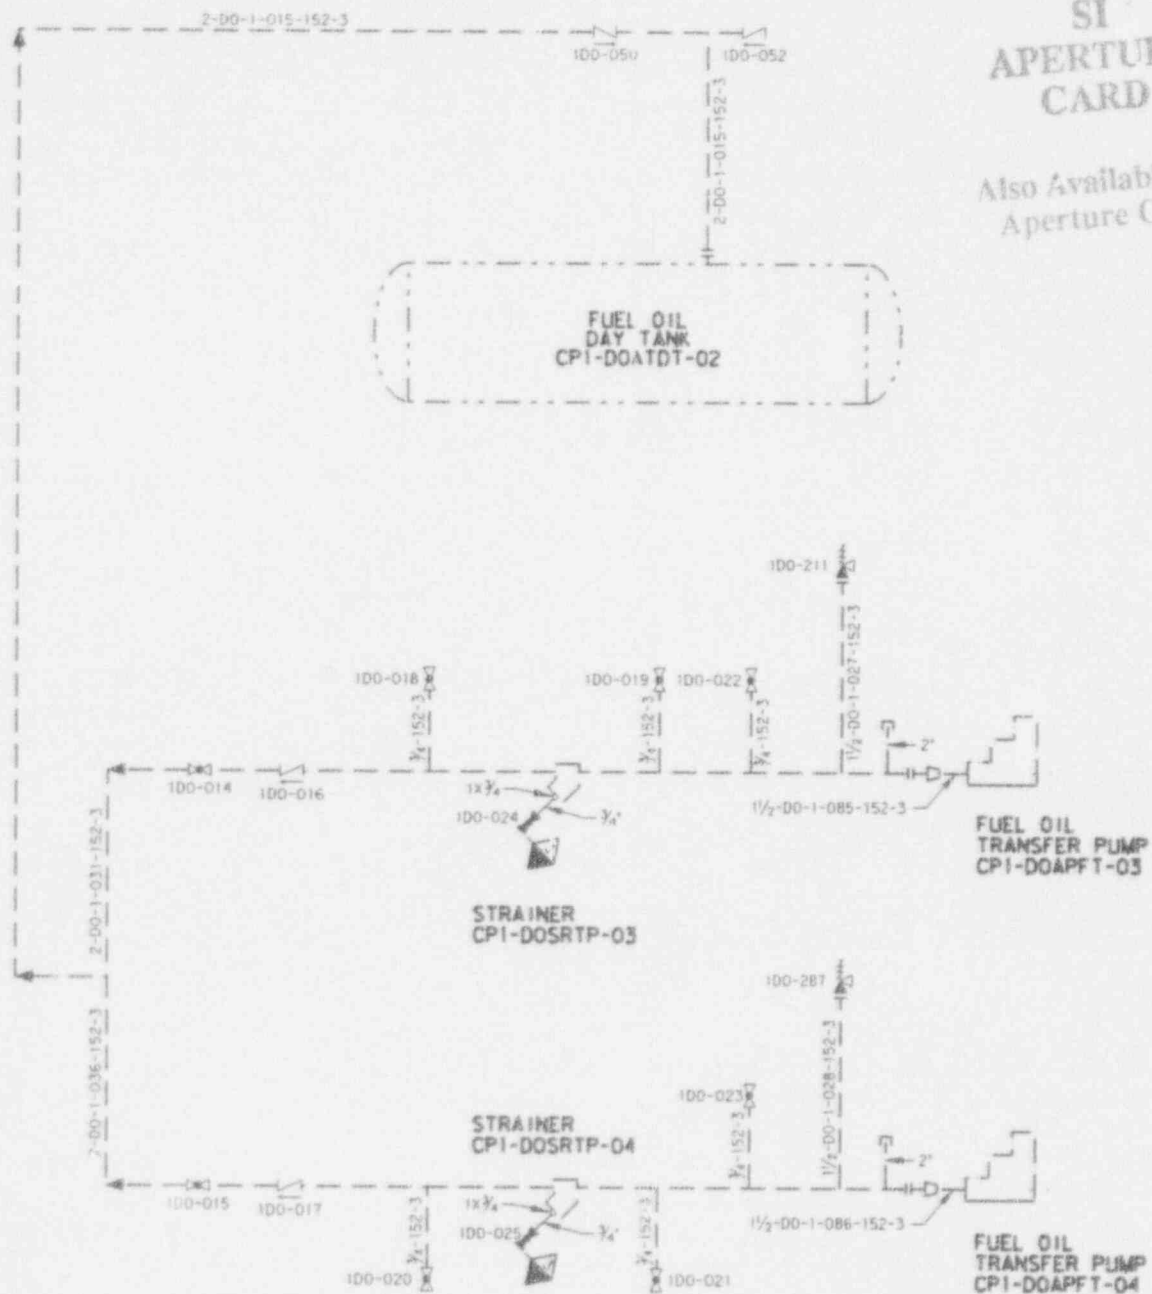 2-DO-1-015-152-3
1DO-050
1DO-052
SI
CARD
Also
Aperture
2-DO-1-015-152-3
FUEL OIL
DAY TANK
CP1-DOATDT-02
1DO-211
1½-DO-1-027-152-3
1DO-018
1DO-019
1DO-022
¾-152-3
¾-152-3
¾-152-3
2"
1DO-014
1DO-016
1X¾
1DO-024
¾"
1½-DO-1-085-152-3
FUEL OIL
TRANSFER PUMP
CP1-DOAPFT-03
2-DO-1-031-152-3
STRAINER
CP1-DOSRTP-03
1DO-287
1½-DO-1-028-152-3
2-DO-1-036-152-3
1DO-023
¾-152-3
STRAINER
CP1-DOSRTP-04
2"
1DO-015
1DO-017
¾-152-3
1X¾
1DO-025
¾"
¾-152-3
1½-DO-1-086-152-3
1DO-020
1DO-021
FUEL OIL
TRANSFER PUMP
CP1-DOAPFT-04